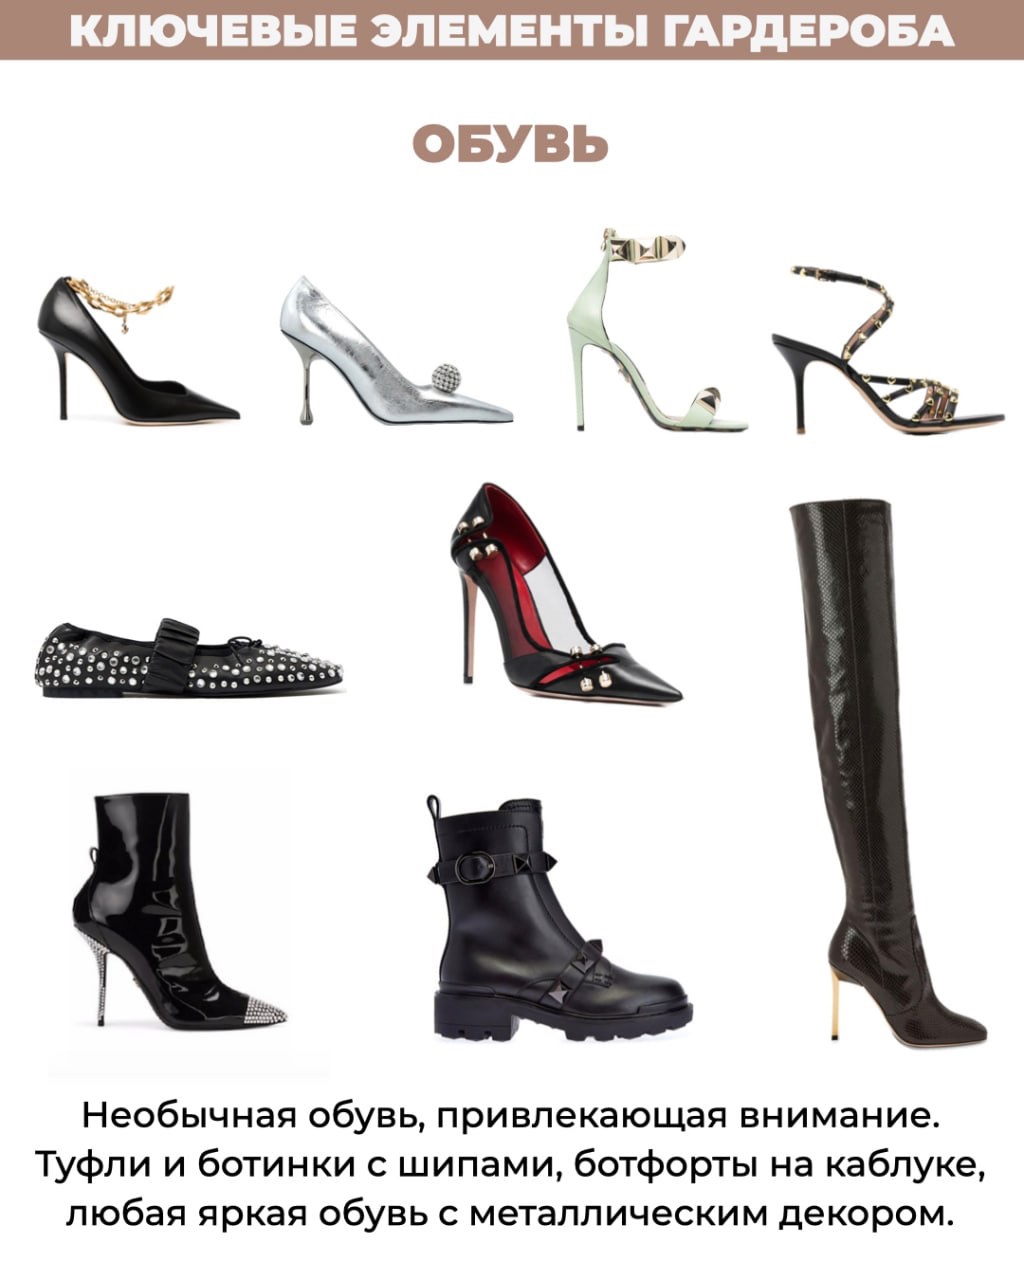 КЛЮЧЕВЫЕ ЭЛЕМЕНТЫ ГАРДЕРОБА
ОБУВЬ
Необычная обувь, привлекающая внимание.
Туфли и ботинки с шипами, ботфорты на каблуке,
любая яркая обувь с металлическим декором.